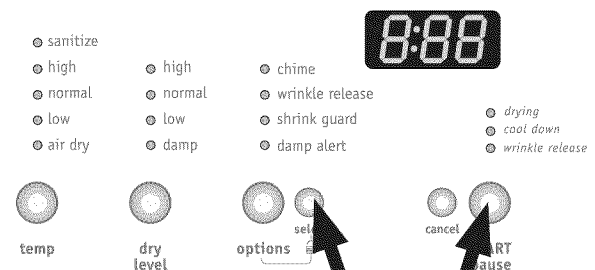 8:88
sanitize
high
normal
low
air dry
high
normal
low
damp
chime
wrinkle release
shrink guard
damp alert
drying
cool down
wrinkle release
temp
dry
level
options
cancel